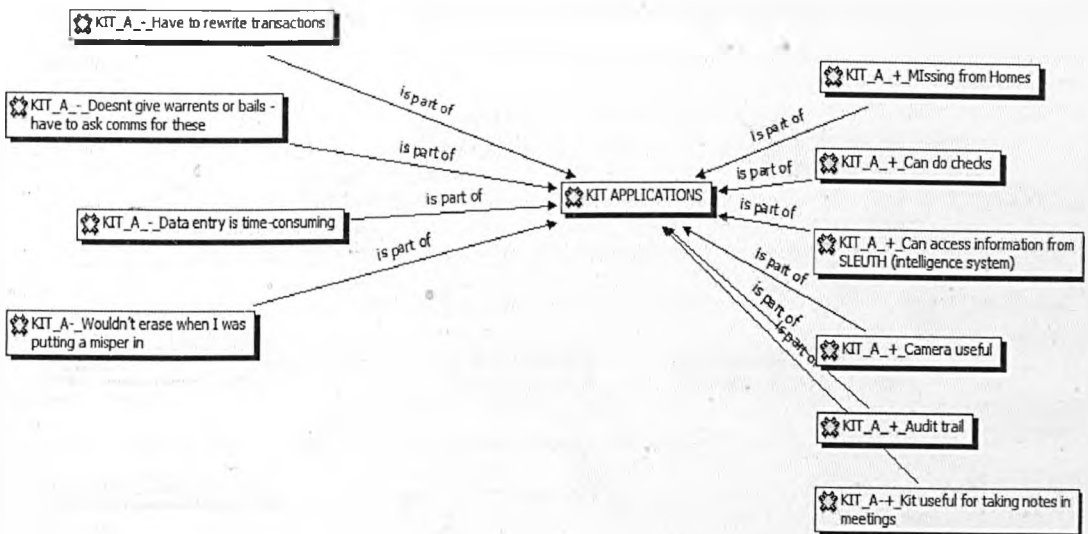 KIT_A_-_Have to rewrite transactions
KIT_A_-_Doesnt give warrents or bails -
have to ask comms for these
KIT_A_-_Data entry is time-consuming
KIT_A-_Wouldn't erase when I was
putting a misper in
is part of
is part of
is part of
is part of
KIT APPLICATIONS
KIT_A_+_MIssing from Homes
KIT_A_+_Can do checks
KIT_A_+_Can access information from
SLEUTH (intelligence system)
KIT_A_+_Camera useful
KIT_A_+_Audit trail
KIT_A-+_Kit useful for taking notes in
meetings
is part of
is part of
is part of
is part of
is part of
is part of